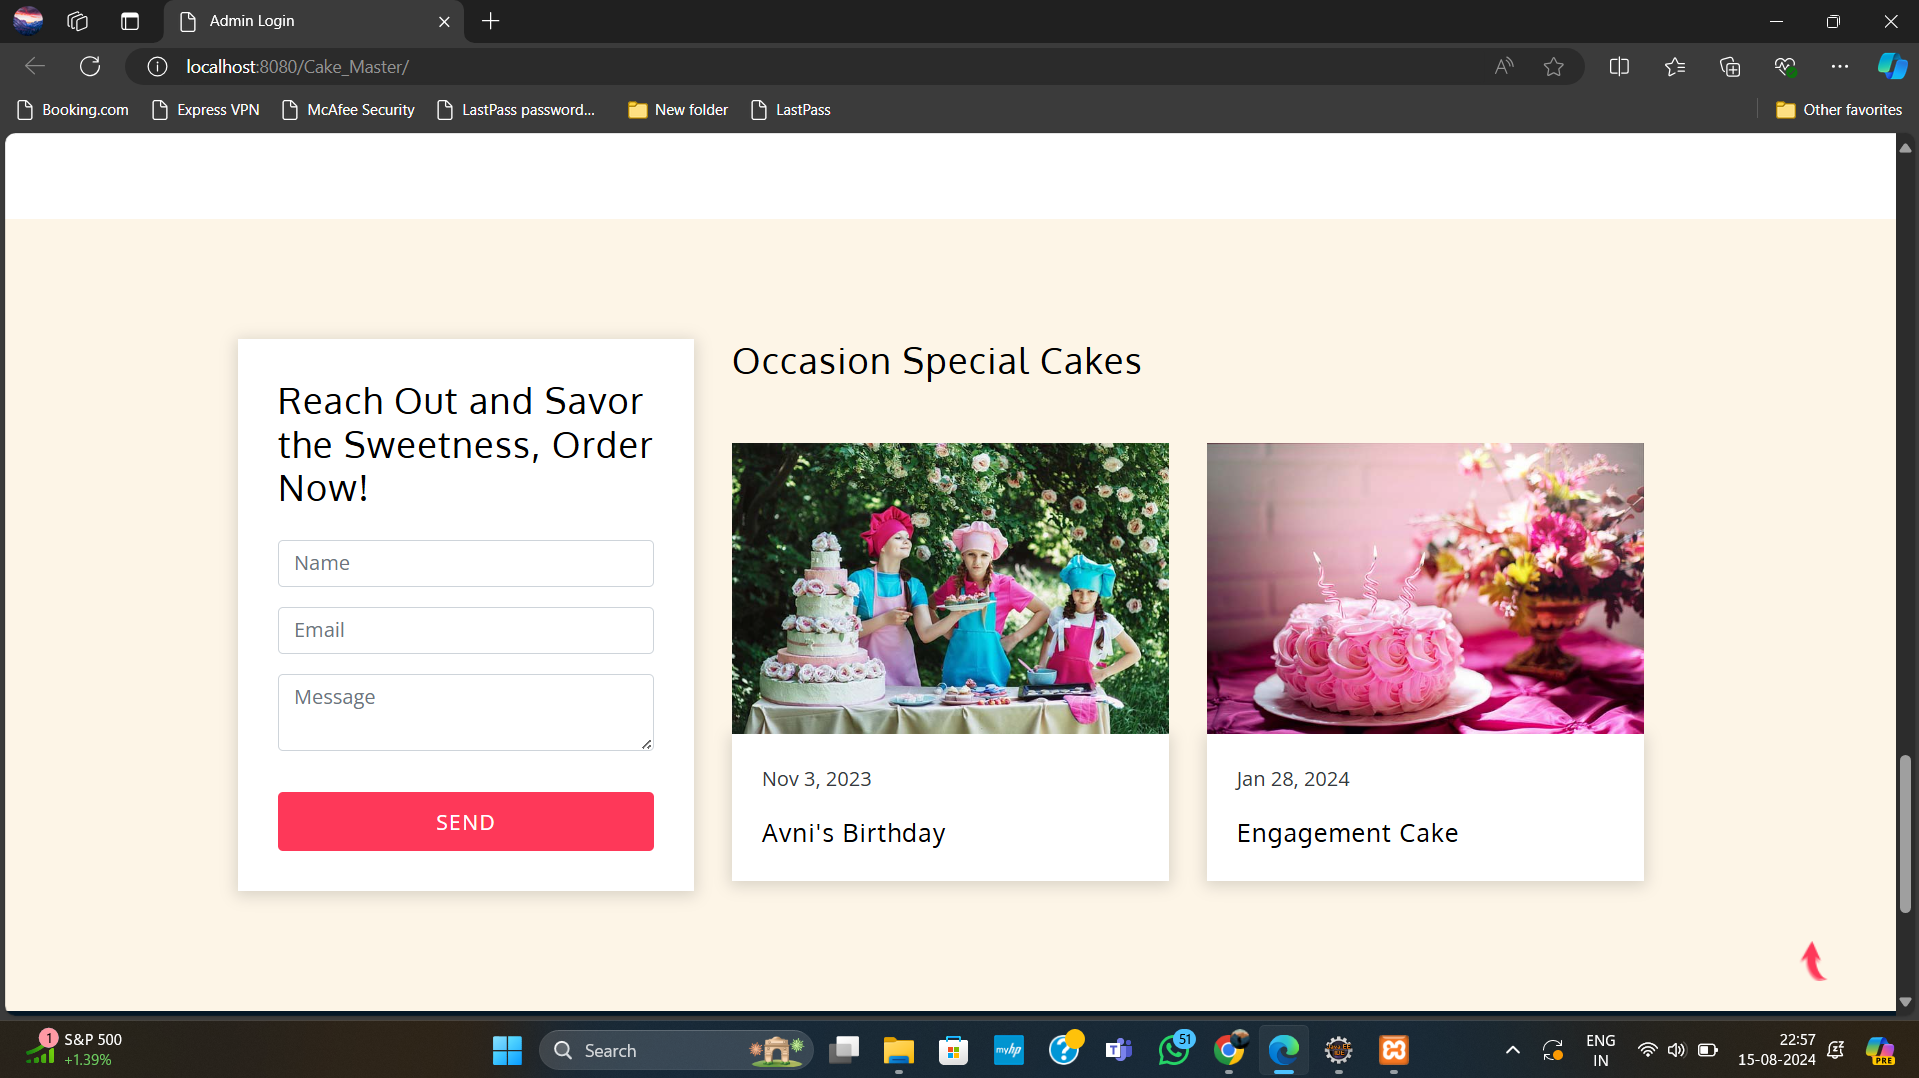 Admin Login
localhost:8080/Cake_Master/
Booking.com
Express VPN
McAfee Security
LastPass password...
New folder
LastPass
Other favorites
Reach Out and Savor
the Sweetness, Order
Now!
Name
Email
Message
SEND
Occasion Special Cakes
Nov 3, 2023
Avni's Birthday
Jan 28, 2024
Engagement Cake
1
S&P 500
+1.39%
Search
myhp
51
ENG
IN
22:57
15-08-2024
PRE